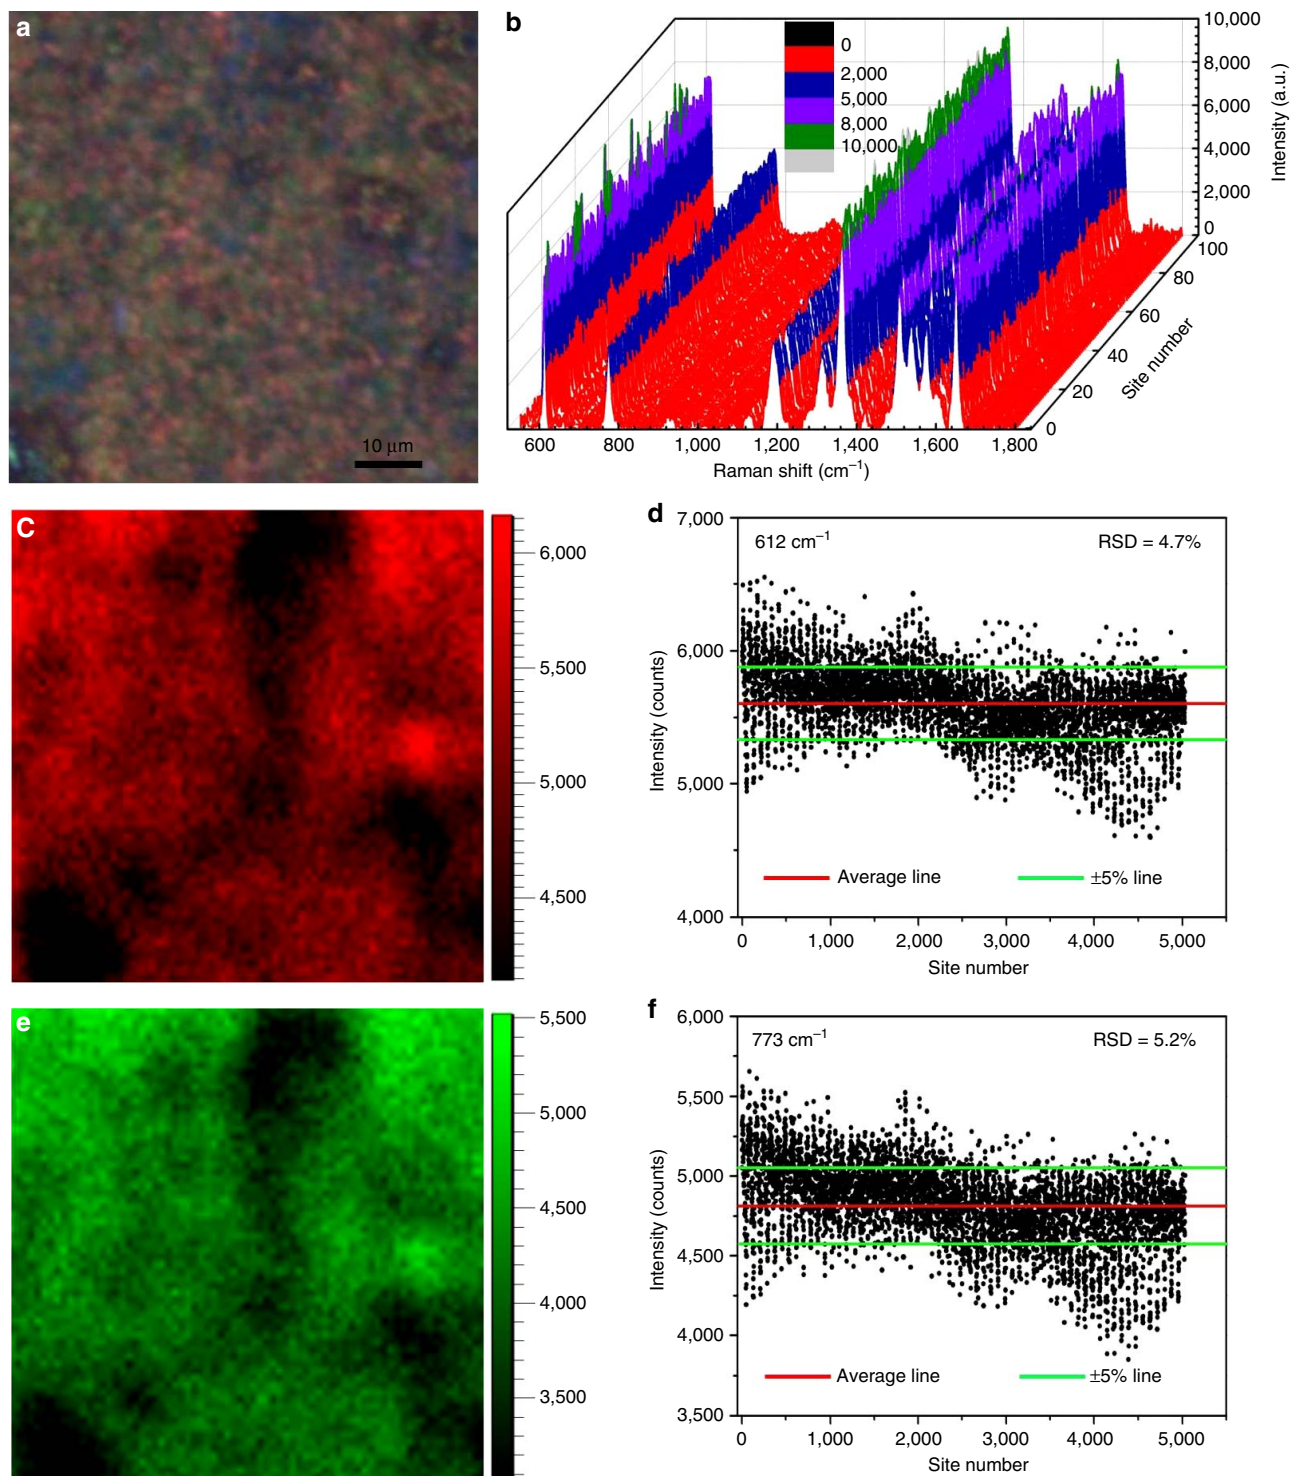 a
10 μm
b
0
2,000
5,000
8,000
10,000
10,000
8,000
6,000
4,000
2,000
0
Intensity (a.u.)
100
80
60
40
20
0
Site number
600 800 1,000 1,200 1,400 1,600 1,800
Raman shift (cm⁻¹)
C
6,000
5,500
5,000
4,500
d
612 cm⁻¹ RSD = 4.7%
7,000
6,000
5,000
4,000
Intensity (counts)
Average line ±5% line
0 1,000 2,000 3,000 4,000 5,000
Site number
e
5,500
5,000
4,500
4,000
3,500
f
773 cm⁻¹ RSD = 5.2%
6,000
5,500
5,000
4,500
4,000
3,500
Intensity (counts)
Average line ±5% line
0 1,000 2,000 3,000 4,000 5,000
Site number